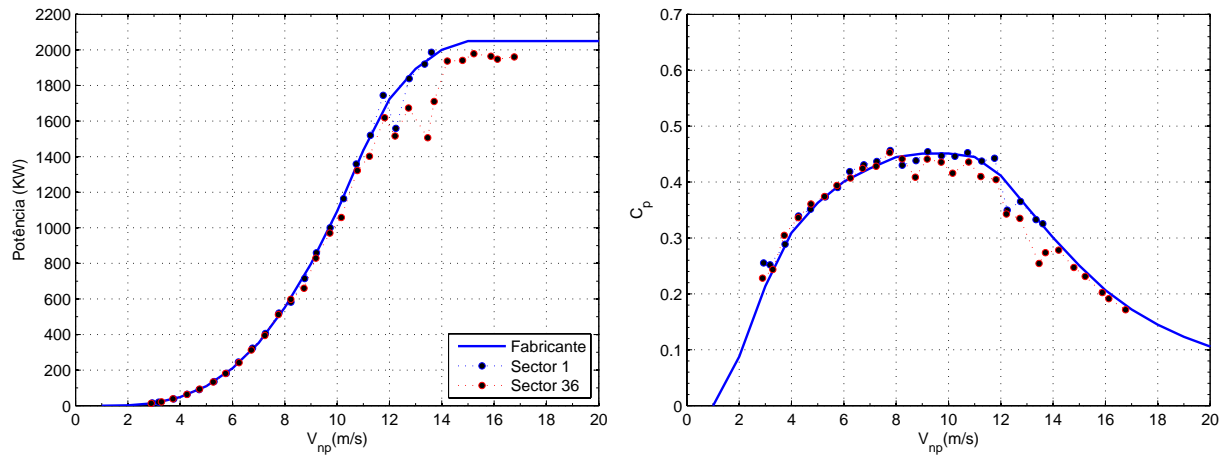 2200
2000
1800
1600
1400
1200
1000
800
600
400
200
0
Potência (KW)
0 2 4 6 8 10 12 14 16 18 20
V_np(m/s)
Fabricante
Sector 1
Sector 36
0.7
0.6
0.5
0.4
0.3
0.2
0.1
0
C_p
0 2 4 6 8 10 12 14 16 18 20
V_np(m/s)